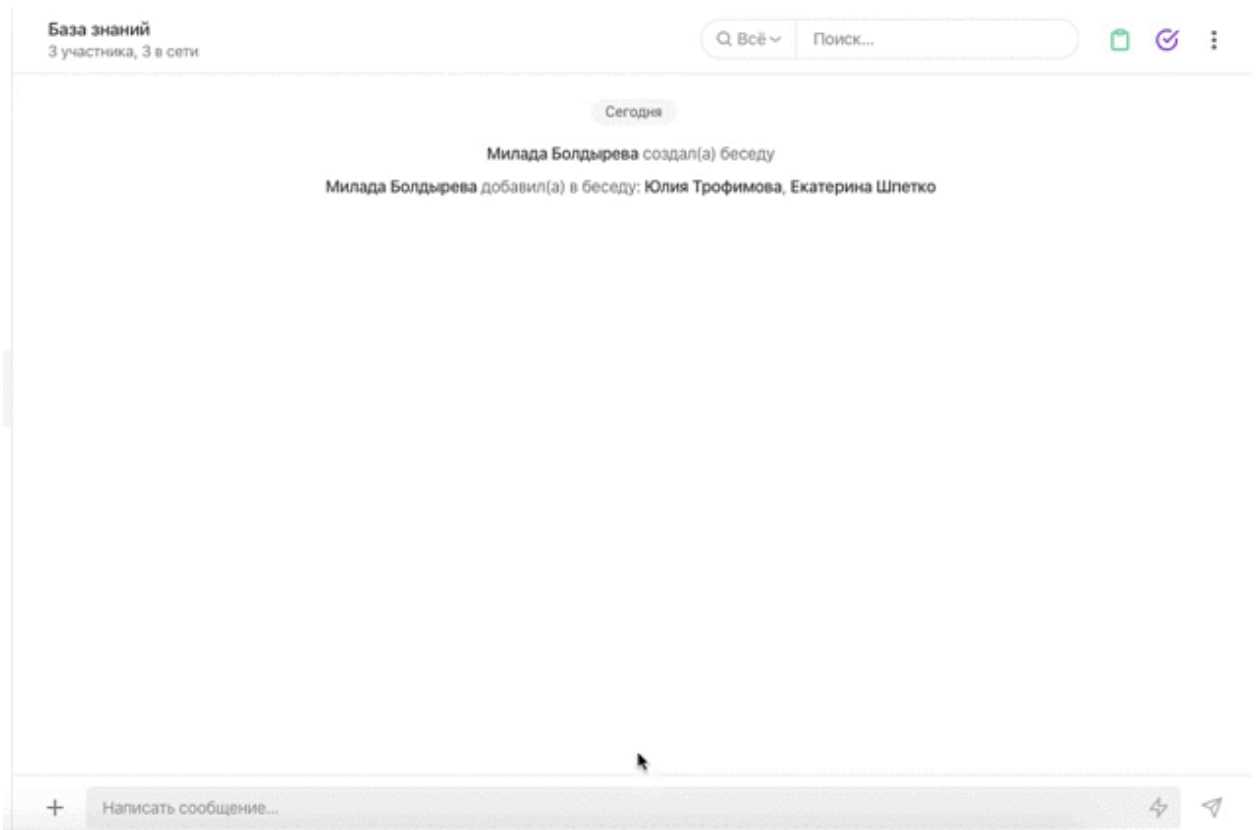 База знаний
3 участника, 3 в сети
Всё
Поиск...
Сегодня
Милада Болдырева создал(а) беседу
Милада Болдырева добавил(а) в беседу: Юлия Трофимова, Екатерина Шпетко
Написать сообщение...